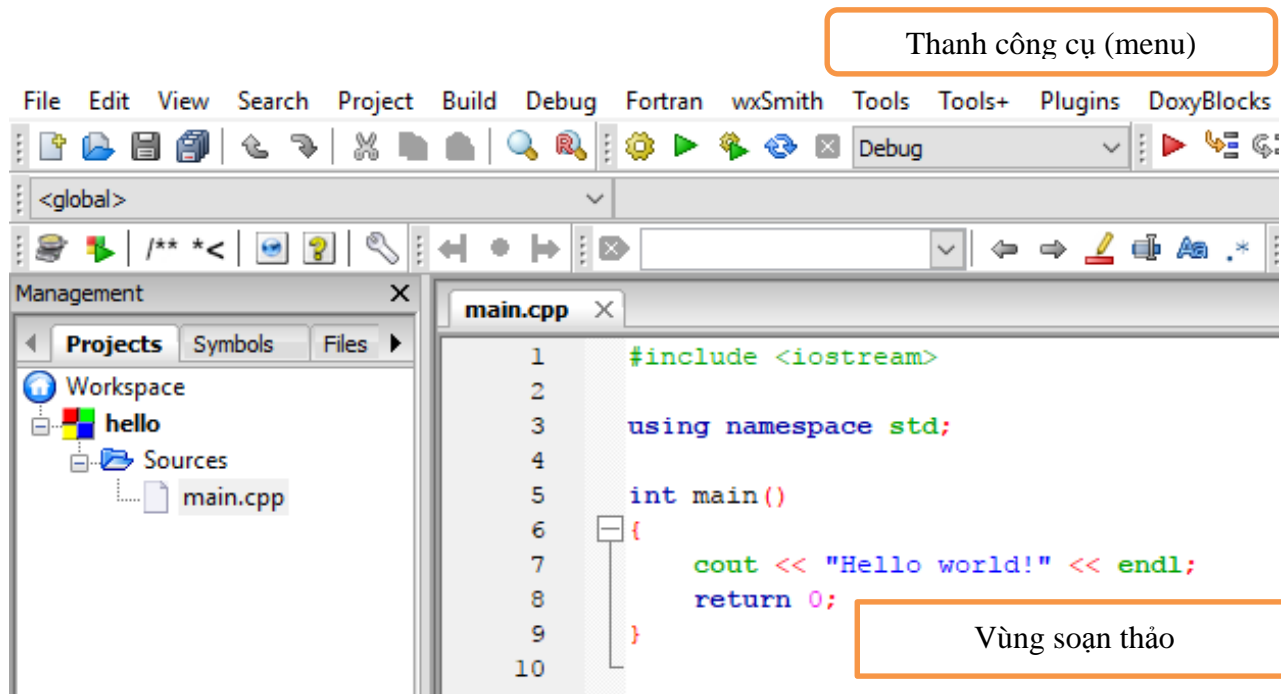 Thanh công cụ (menu)
File Edit View Search Project Build Debug Fortran wxSmith Tools Tools+ Plugins DoxyBlocks
Debug
<global>
/** *<
Management
main.cpp
Projects Symbols Files
Workspace
hello
Sources
main.cpp
1 #include <iostream>
2
3 using namespace std;
4
5 int main()
6 {
7 cout << "Hello world!" << endl;
8 return 0;
9 }
10
Vùng soạn thảo